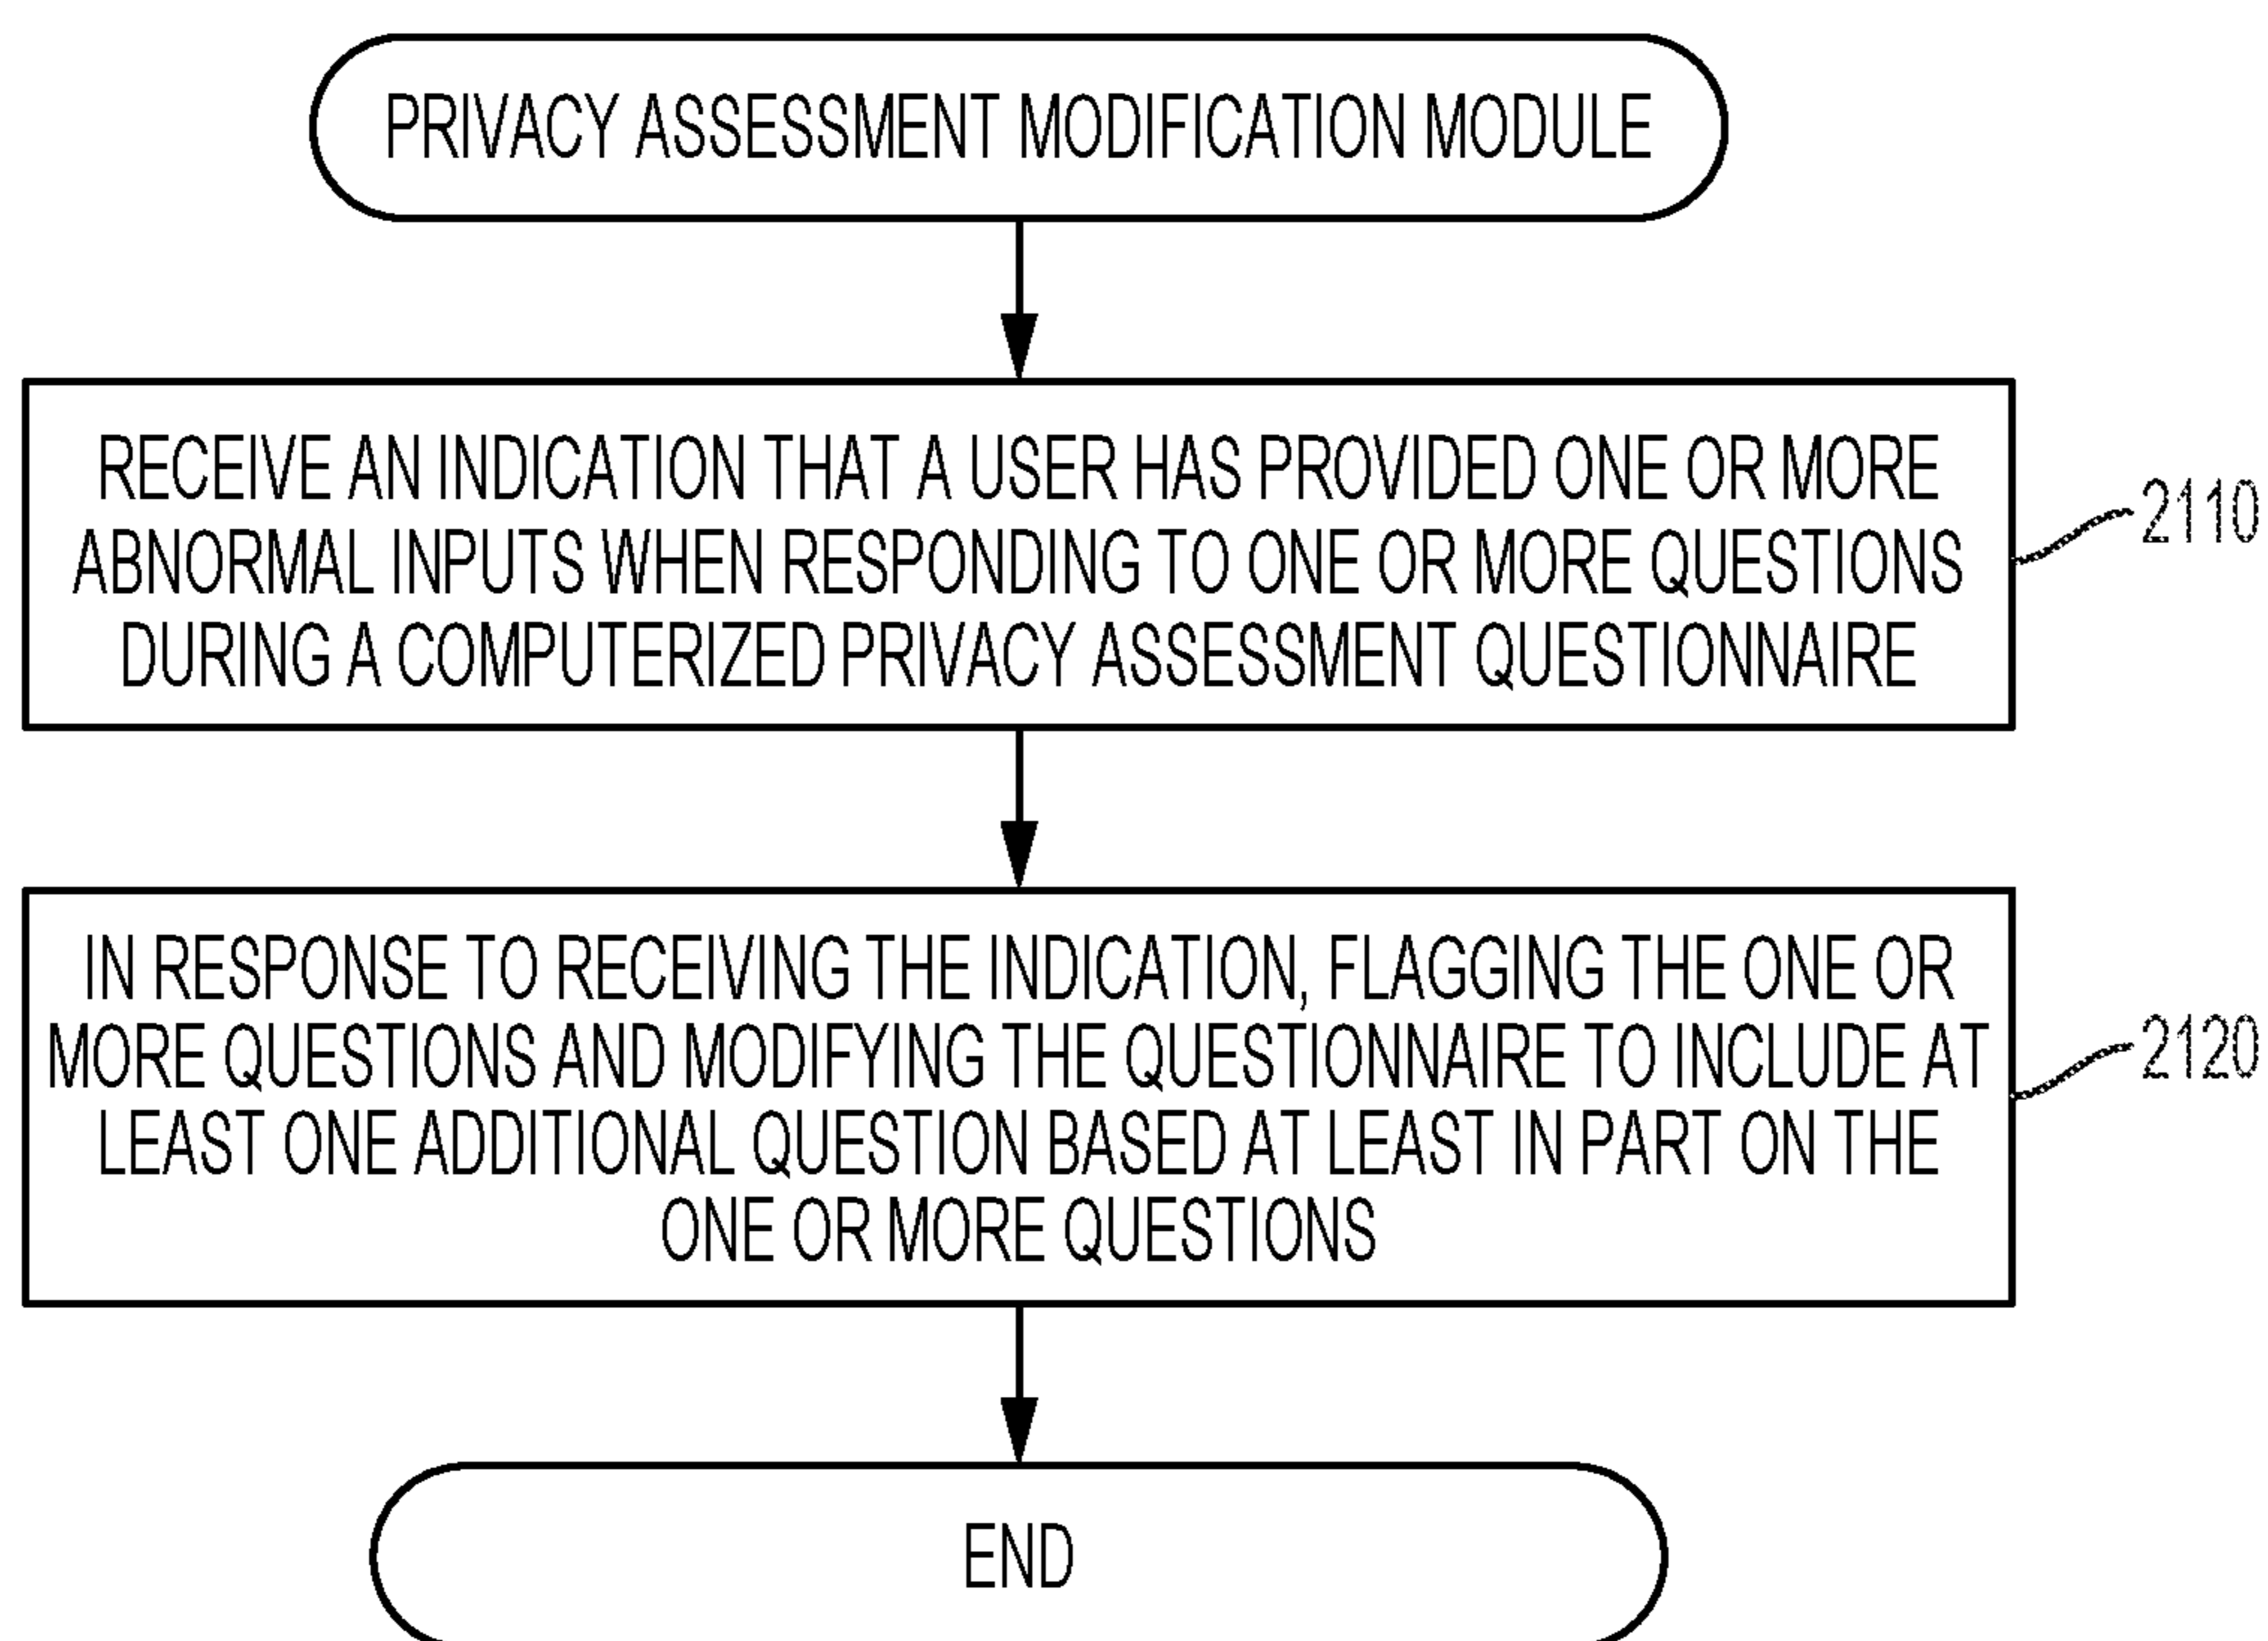 PRIVACY ASSESSMENT MODIFICATION MODULE
RECEIVE AN INDICATION THAT A USER HAS PROVIDED ONE OR MORE
ABNORMAL INPUTS WHEN RESPONDING TO ONE OR MORE QUESTIONS
DURING A COMPUTERIZED PRIVACY ASSESSMENT QUESTIONNAIRE
2110
IN RESPONSE TO RECEIVING THE INDICATION, FLAGGING THE ONE OR
MORE QUESTIONS AND MODIFYING THE QUESTIONNAIRE TO INCLUDE AT
LEAST ONE ADDITIONAL QUESTION BASED AT LEAST IN PART ON THE
ONE OR MORE QUESTIONS
2120
END